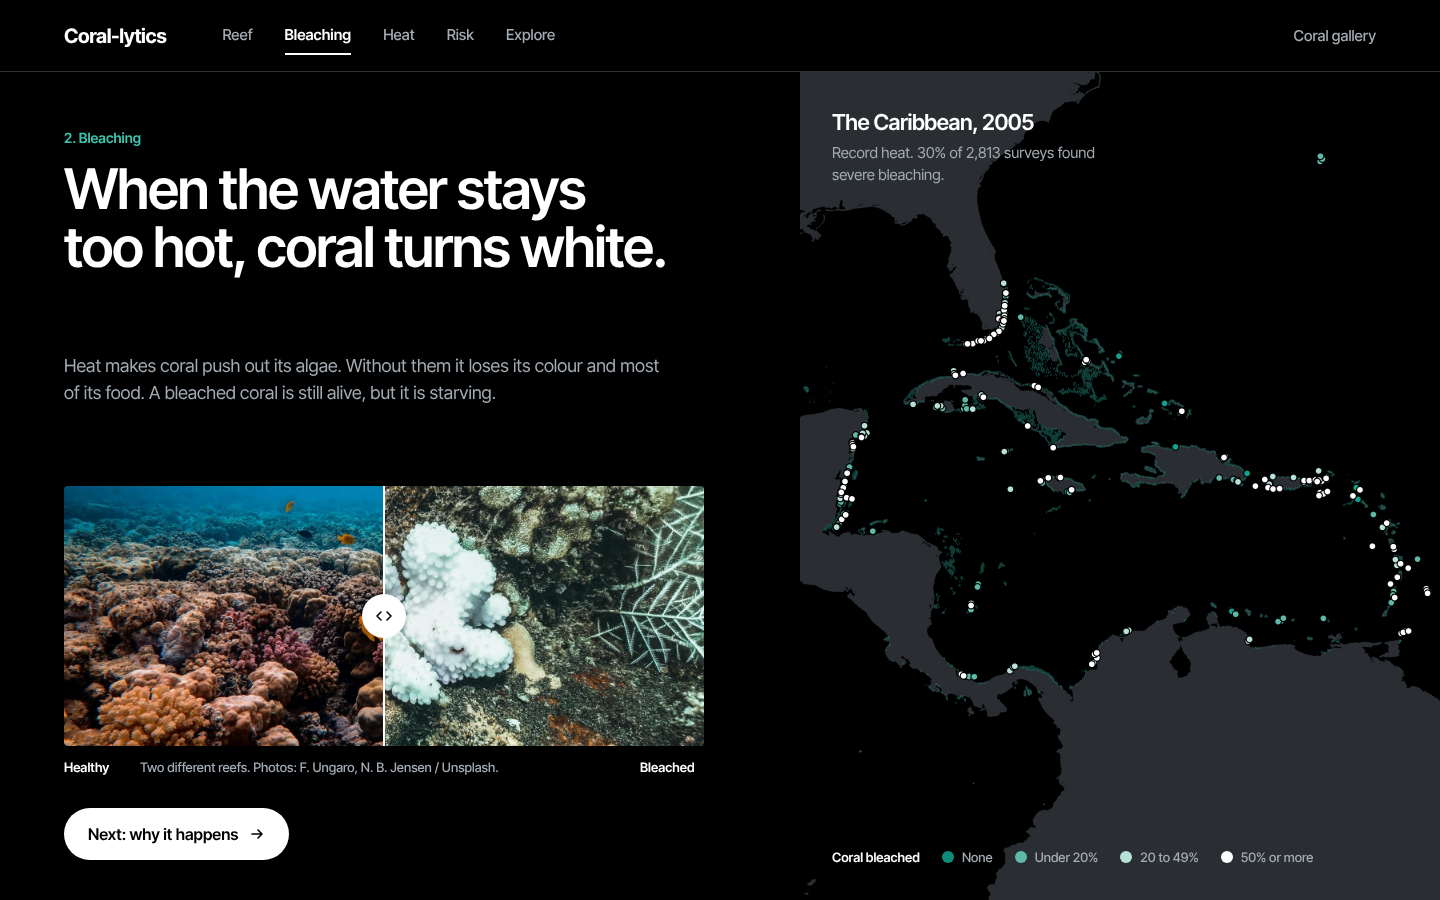 Coral-lytics
Reef
Bleaching
Heat
Risk
Explore
Coral gallery
2. Bleaching
When the water stays
too hot, coral turns white.
Heat makes coral push out its algae. Without them it loses its colour and most
of its food. A bleached coral is still alive, but it is starving.
Healthy
Two different reefs. Photos: F. Ungaro, N. B. Jensen / Unsplash.
Bleached
Next: why it happens
The Caribbean, 2005
Record heat. 30% of 2,813 surveys found
severe bleaching.
Coral bleached
None
Under 20%
20 to 49%
50% or more